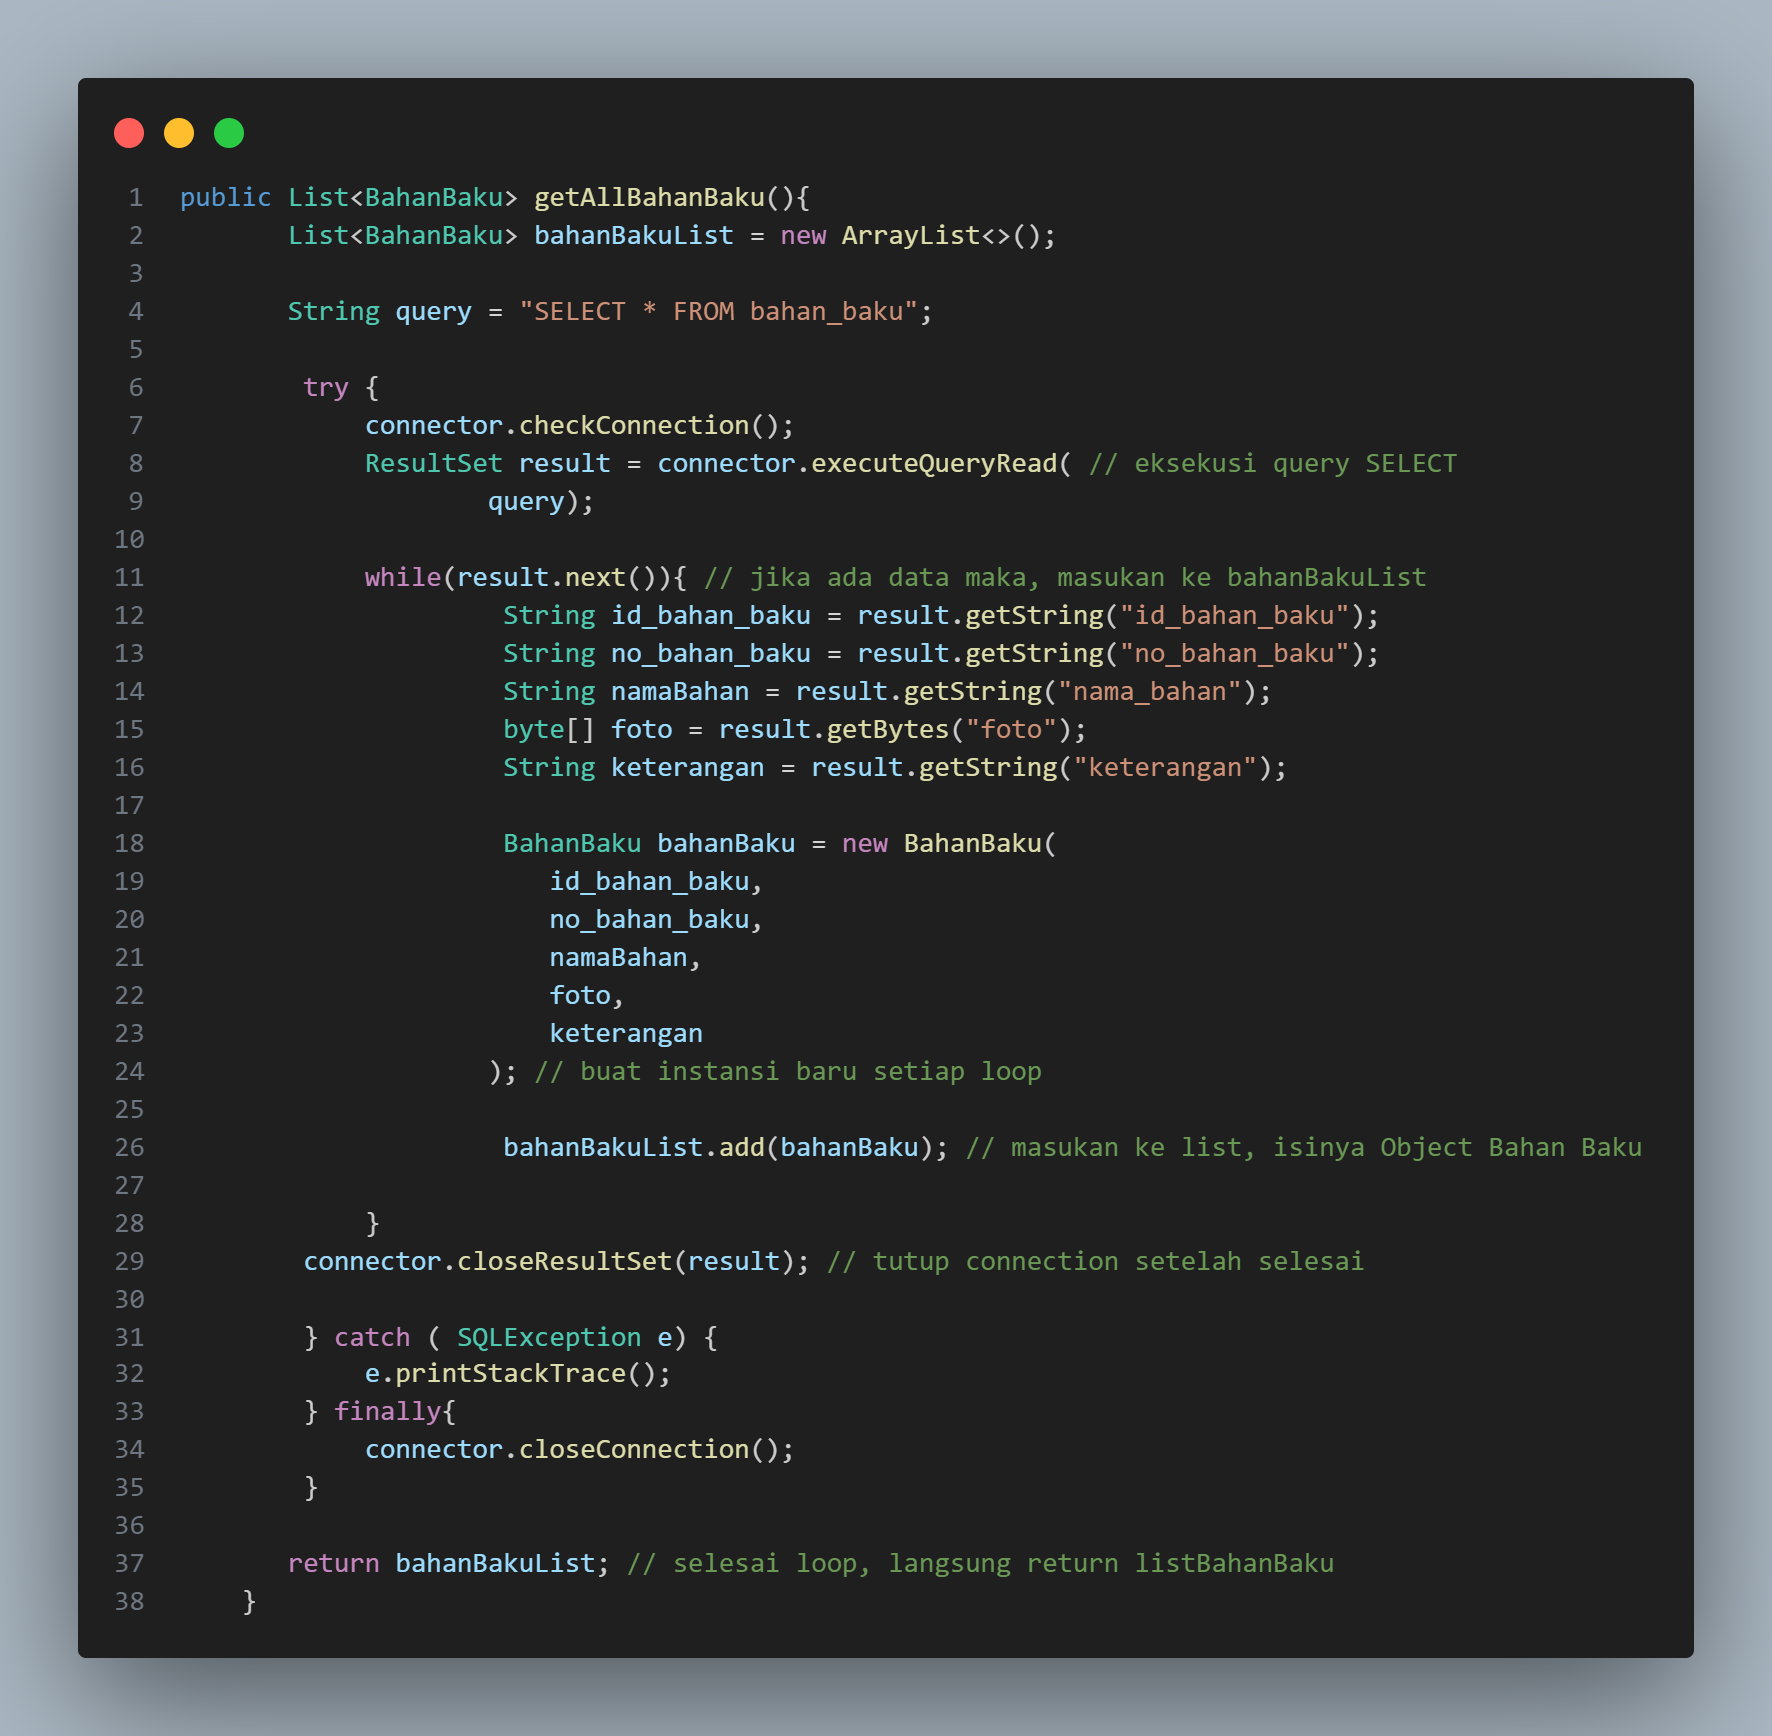 1 public List<BahanBaku> getAllBahanBaku(){
2 List<BahanBaku> bahanBakuList = new ArrayList<>();
3
4 String query = "SELECT * FROM bahan_baku";
5
6 try {
7 connector.checkConnection();
8 ResultSet result = connector.executeQueryRead( // eksekusi query SELECT
9 query);
10
11 while(result.next()){ // jika ada data maka, masukan ke bahanBakuList
12 String id_bahan_baku = result.getString("id_bahan_baku");
13 String no_bahan_baku = result.getString("no_bahan_baku");
14 String namaBahan = result.getString("nama_bahan");
15 byte[] foto = result.getBytes("foto");
16 String keterangan = result.getString("keterangan");
17
18 BahanBaku bahanBaku = new BahanBaku(
19 id_bahan_baku,
20 no_bahan_baku,
21 namaBahan,
22 foto,
23 keterangan
24 ); // buat instansi baru setiap loop
25
26 bahanBakuList.add(bahanBaku); // masukan ke list, isinya Object Bahan Baku
27
28 }
29 connector.closeResultSet(result); // tutup connection setelah selesai
30
31 } catch ( SQLException e) {
32 e.printStackTrace();
33 } finally{
34 connector.closeConnection();
35 }
36
37 return bahanBakuList; // selesai loop, langsung return listBahanBaku
38 }